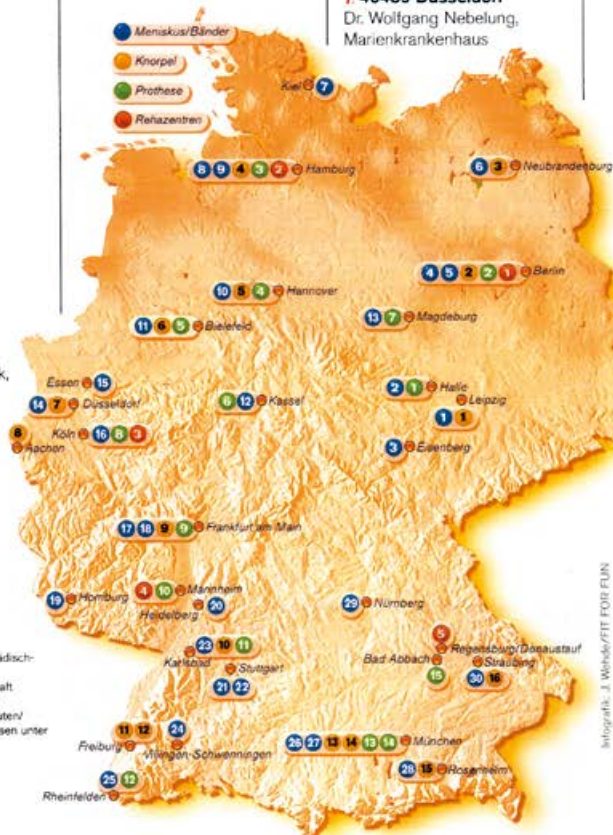 7: 40489 Düsseldorf
Dr. Wolfgang Nebelung,
Marienkrankenhaus
Meniskus/Bänder
Knorpel
Prothese
Rehazentren
Kiel 7
8 9 4 3 2 Hamburg
6 3 Neubrandenburg
4 5 2 2 1 Berlin
10 5 4 Hannover
13 7 Magdeburg
11 6 5 Bielefeld
Essen 15
2 1 Halle
14 7 Düsseldorf
6 12 Kassel
Leipzig
1 1
8
Aachen
Köln 16 8 3
3 Eisenberg
17 18 9 9 Frankfurt am Main
19 Homburg
4 10 Mannheim
Heidelberg 20
29 Nürnberg
5
Regensburg/Donaustauf
23 10 11
Karlsbad
Bad Abbach
15
Straubing
30 16
Stuttgart
21 22
11 12
Freiburg
24
Villingen-Schwenningen
26 27 13 14 13 14 München
28 15 Rosenheim
25 12
Rheinfelden
ädisch-
aft
uten/
sen unter
Infografik: J. Wehde/FIT FOR FUN